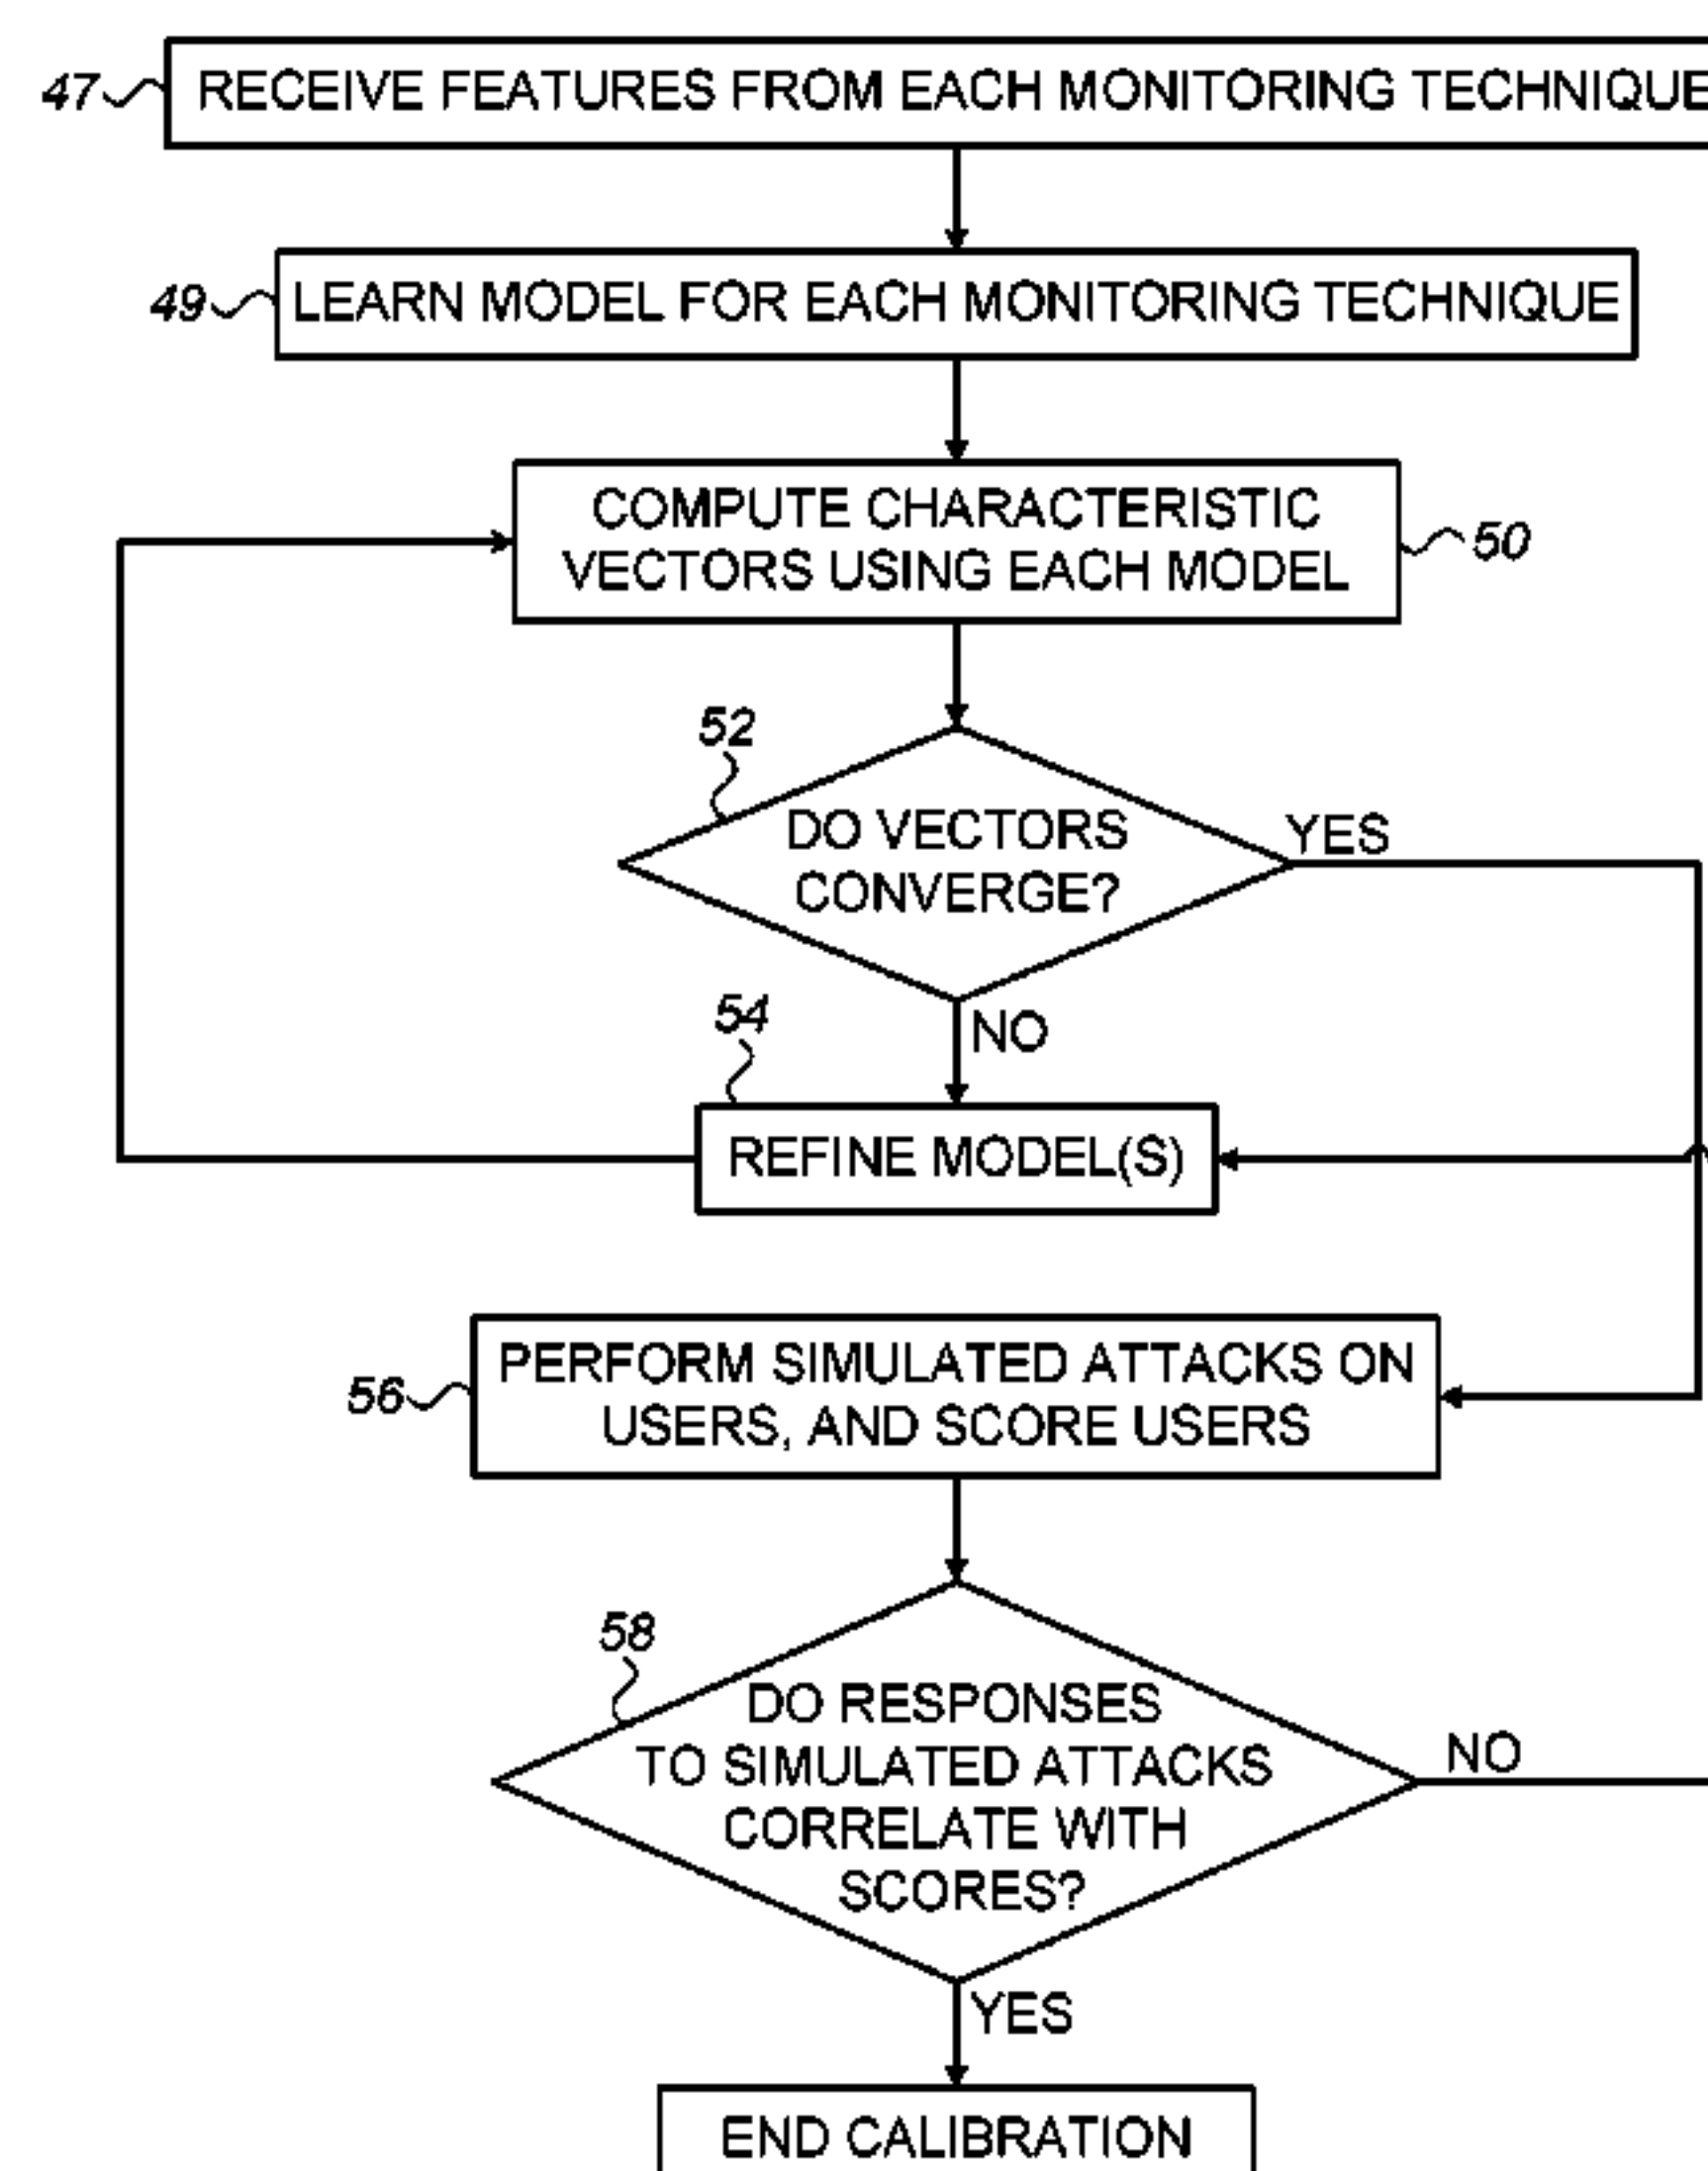 47
RECEIVE FEATURES FROM EACH MONITORING TECHNIQUE
49
LEARN MODEL FOR EACH MONITORING TECHNIQUE
COMPUTE CHARACTERISTIC
VECTORS USING EACH MODEL
50
52
DO VECTORS
CONVERGE?
YES
NO
54
REFINE MODEL(S)
56
PERFORM SIMULATED ATTACKS ON
USERS, AND SCORE USERS
58
DO RESPONSES
TO SIMULATED ATTACKS
CORRELATE WITH
SCORES?
NO
YES
END CALIBRATION